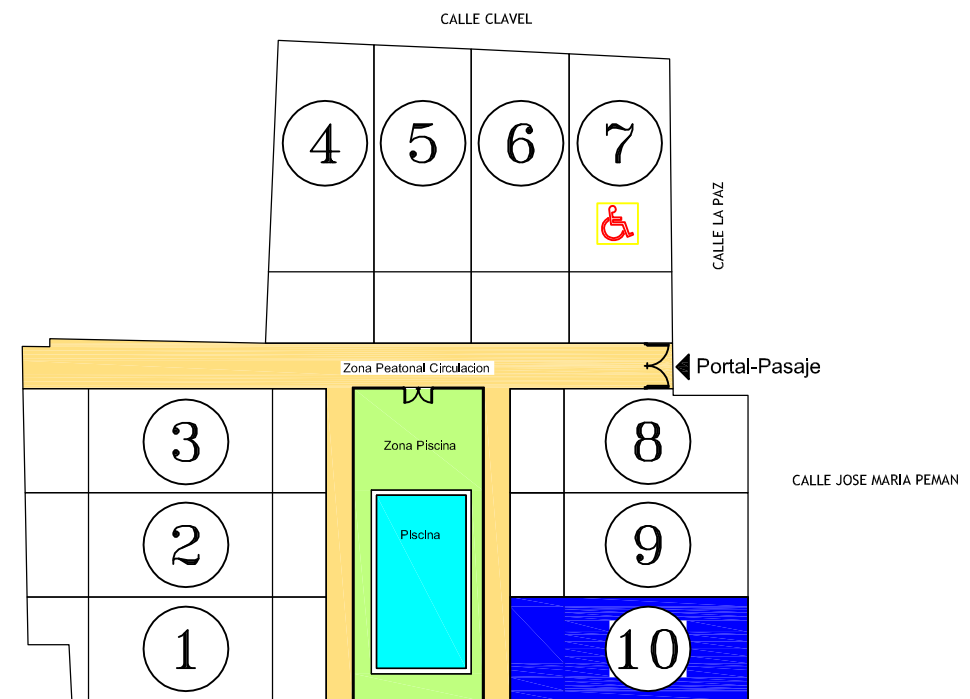 CALLE CLAVEL
4 5 6 7
CALLE LA PAZ
Zona Peatonal Circulacion
Portal-Pasaje
3
Zona Piscina
8
CALLE JOSE MARIA PEMAN
2
Piscina
9
1
10